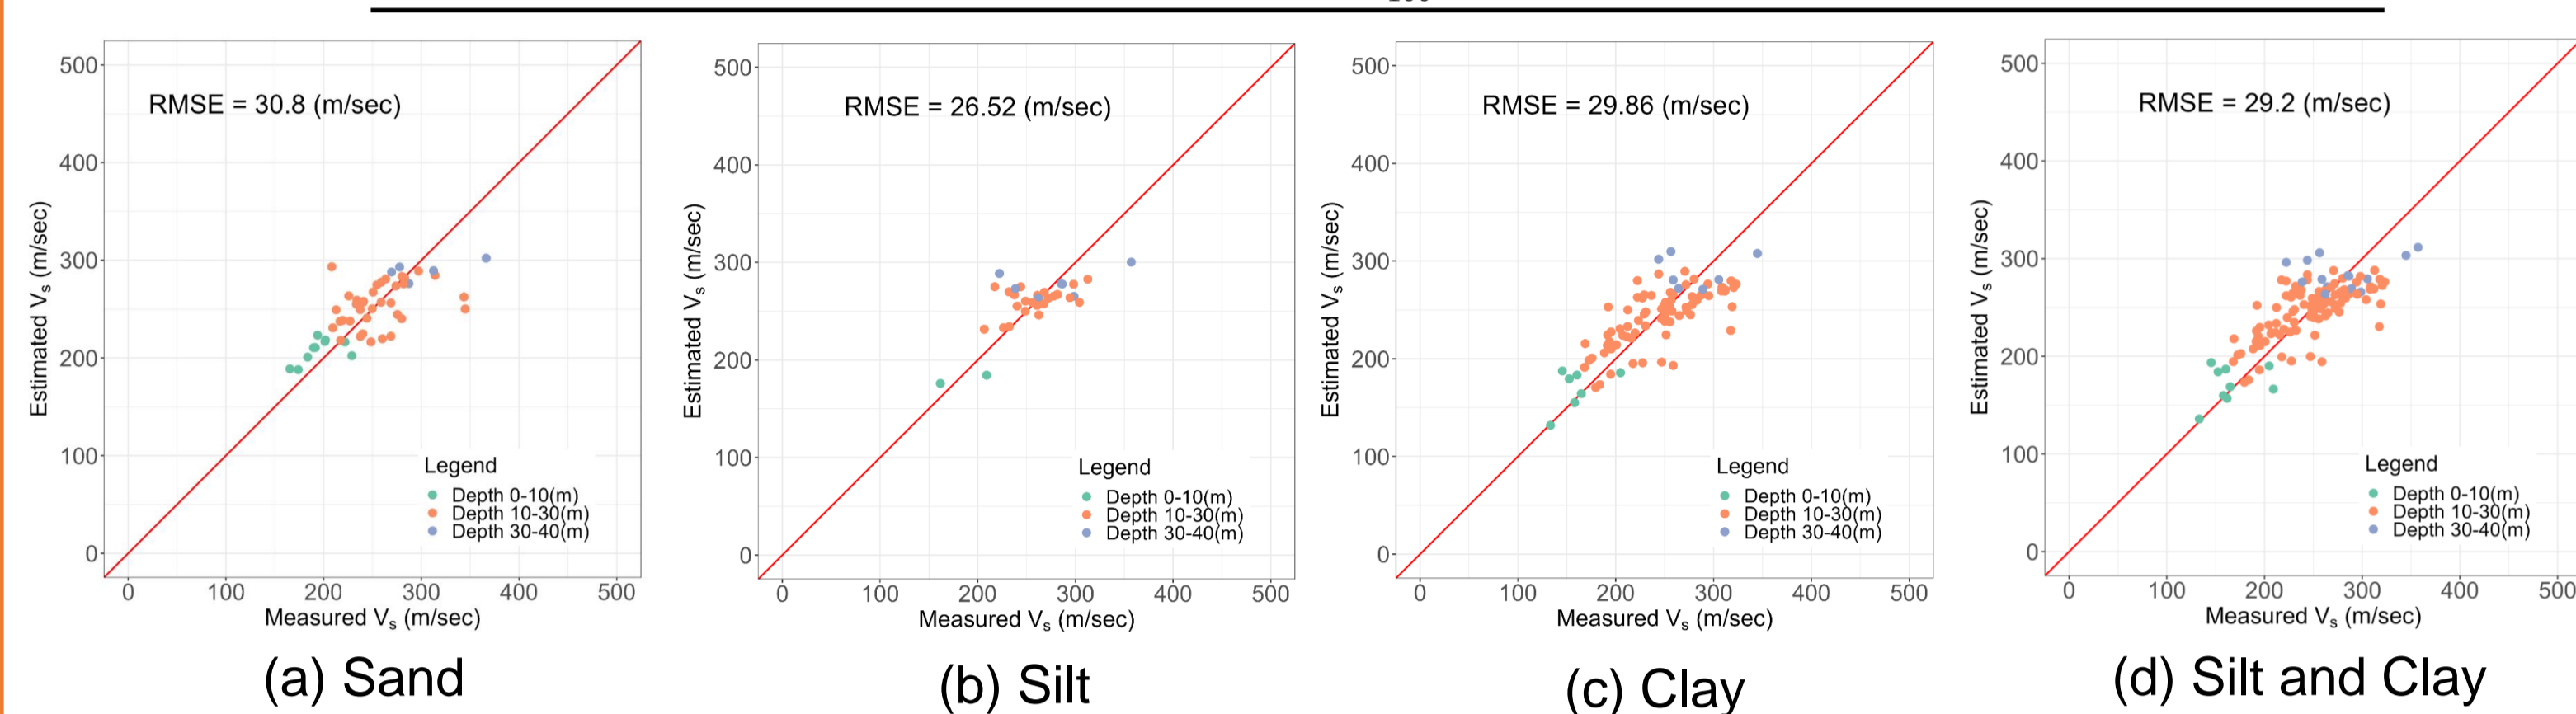 500
400
300
200
100
0
RMSE = 30.8 (m/sec)
Estimated Vs (m/sec)
Legend
Depth 0-10(m)
Depth 10-30(m)
Depth 30-40(m)
0 100 200 300 400 500
Measured Vs (m/sec)
(a) Sand
500
400
300
200
100
0
RMSE = 26.52 (m/sec)
Estimated Vs (m/sec)
Legend
Depth 0-10(m)
Depth 10-30(m)
Depth 30-40(m)
0 100 200 300 400 500
Measured Vs (m/sec)
(b) Silt
500
400
300
200
100
0
RMSE = 29.86 (m/sec)
Estimated Vs (m/sec)
Legend
Depth 0-10(m)
Depth 10-30(m)
Depth 30-40(m)
0 100 200 300 400 500
Measured Vs (m/sec)
(c) Clay
500
400
300
200
100
0
RMSE = 29.2 (m/sec)
Estimated Vs (m/sec)
Legend
Depth 0-10(m)
Depth 10-30(m)
Depth 30-40(m)
0 100 200 300 400 500
Measured Vs (m/sec)
(d) Silt and Clay